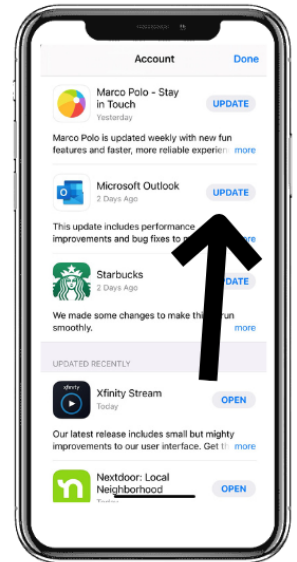 Account
Done
Marco Polo - Stay
in Touch
UPDATE
Yesterday
Marco Polo is updated weekly with new fun
features and faster, more reliable experien
more
Microsoft Outlook
UPDATE
2 Days Ago
This update includes performance
improvements and bug fixes to
Starbucks
2 Days Ago
We made some changes to make
run
smoothly.
more
UPDATED RECENTLY
xfinity
Xfinity Stream
OPEN
Today
Our latest release includes small but mighty
improvements to our user interface. Get
more
Nextdoor: Local
Neighborhood
OPEN